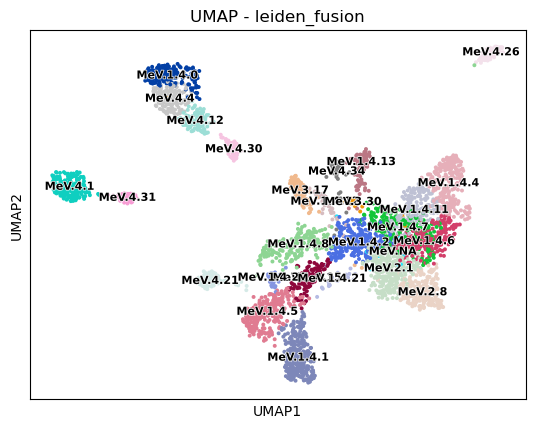 UMAP - leiden_fusion
MeV.4.26
MeV.1.4.0
MeV.4.4
MeV.4.12
MeV.4.30
MeV.1.4.13
MeV.4.34
MeV.4.1
MeV.4.31
MeV.3.17
MeV.1.4.4
MeV.3.30
MeV.1.4.11
MeV.1.4.7
MeV.1.4.8
MeV.1.4.2
MeV.1.4.6
MeV.NA
MeV.2.1
MeV.4.21
MeV.1.4.21
MeV.2.8
MeV.1.4.5
MeV.1.4.1
UMAP1
UMAP2